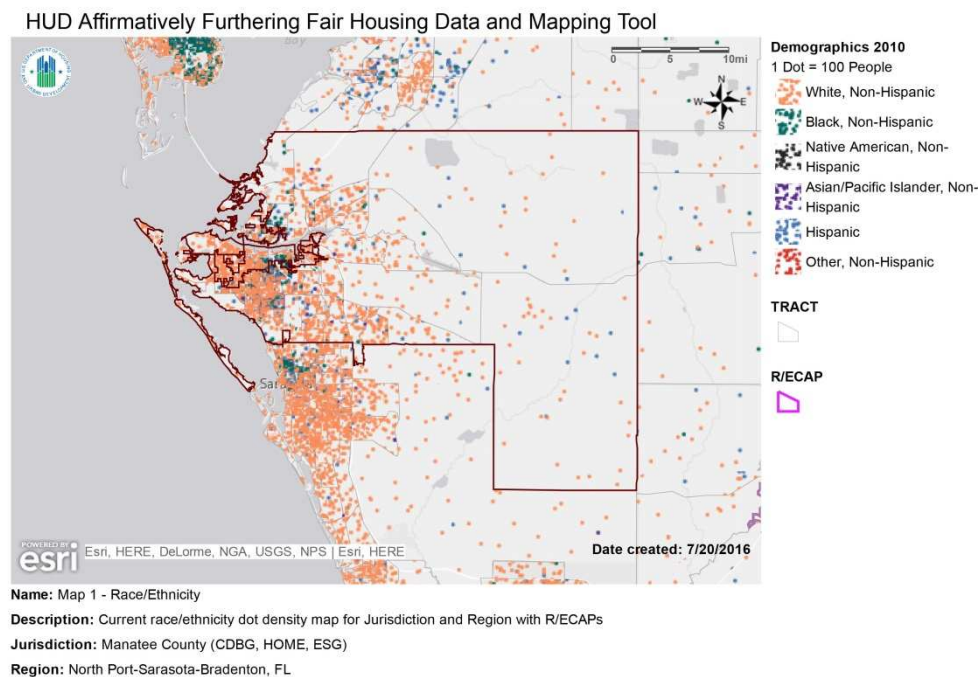 HUD Affirmatively Furthering Fair Housing Data and Mapping Tool
Bay
0 5 10mi
N
W E
S
Sara
POWERED BY
esri
Esri, HERE, DeLorme, NGA, USGS, NPS | Esri, HERE
Date created: 7/20/2016
Demographics 2010
1 Dot = 100 People
White, Non-Hispanic
Black, Non-Hispanic
Native American, Non-
Hispanic
Asian/Pacific Islander, Non-
Hispanic
Hispanic
Other, Non-Hispanic
TRACT
R/ECAP
Name: Map 1 - Race/Ethnicity
Description: Current race/ethnicity dot density map for Jurisdiction and Region with R/ECAPs
Jurisdiction: Manatee County (CDBG, HOME, ESG)
Region: North Port-Sarasota-Bradenton, FL